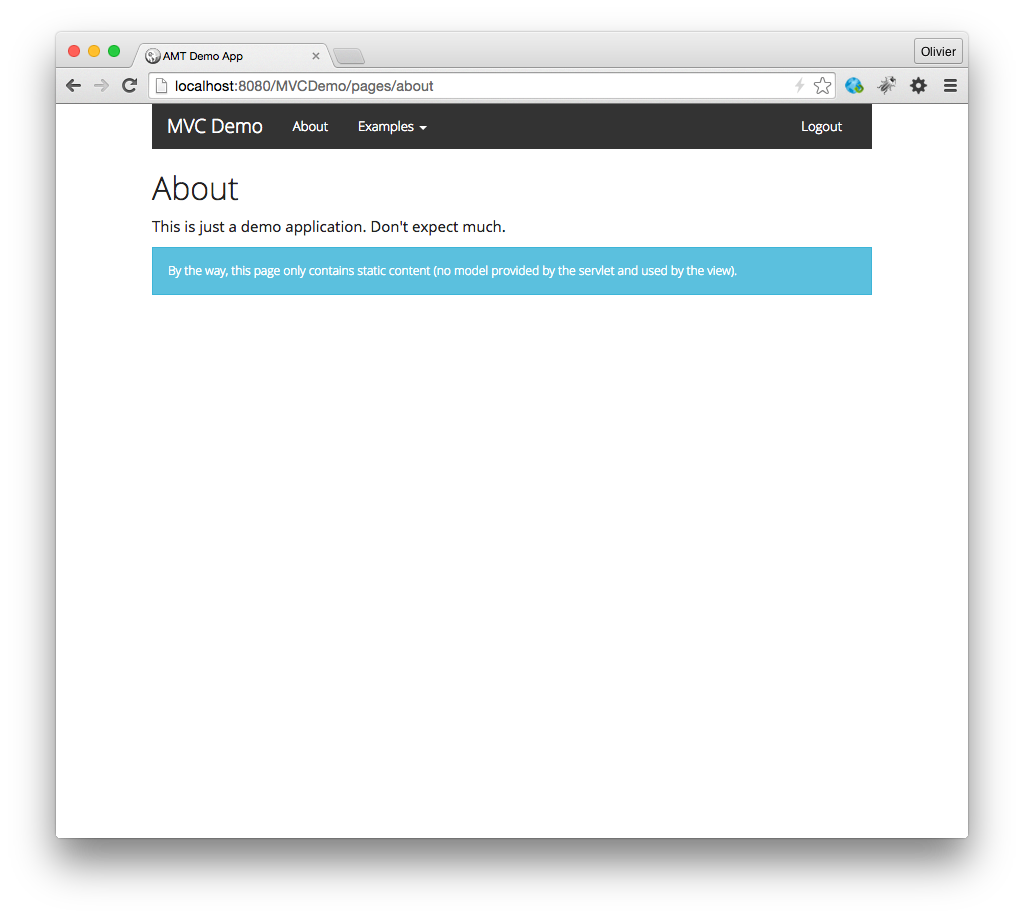 AMT Demo App
Olivier
localhost:8080/MVCDemo/pages/about
MVC Demo About Examples Logout
About
This is just a demo application. Don't expect much.
By the way, this page only contains static content (no model provided by the servlet and used by the view).